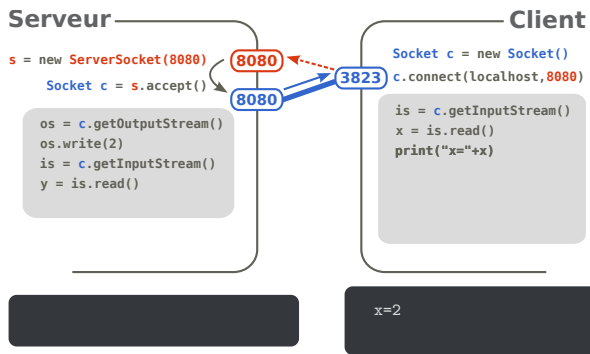 Serveur
s = new ServerSocket(8080)
Socket c = s.accept()
os = c.getOutputStream()
os.write(2)
is = c.getInputStream()
y = is.read()
8080
8080
3823
Client
Socket c = new Socket()
c.connect(localhost,8080)
is = c.getInputStream()
x = is.read()
print("x="+x)
x=2